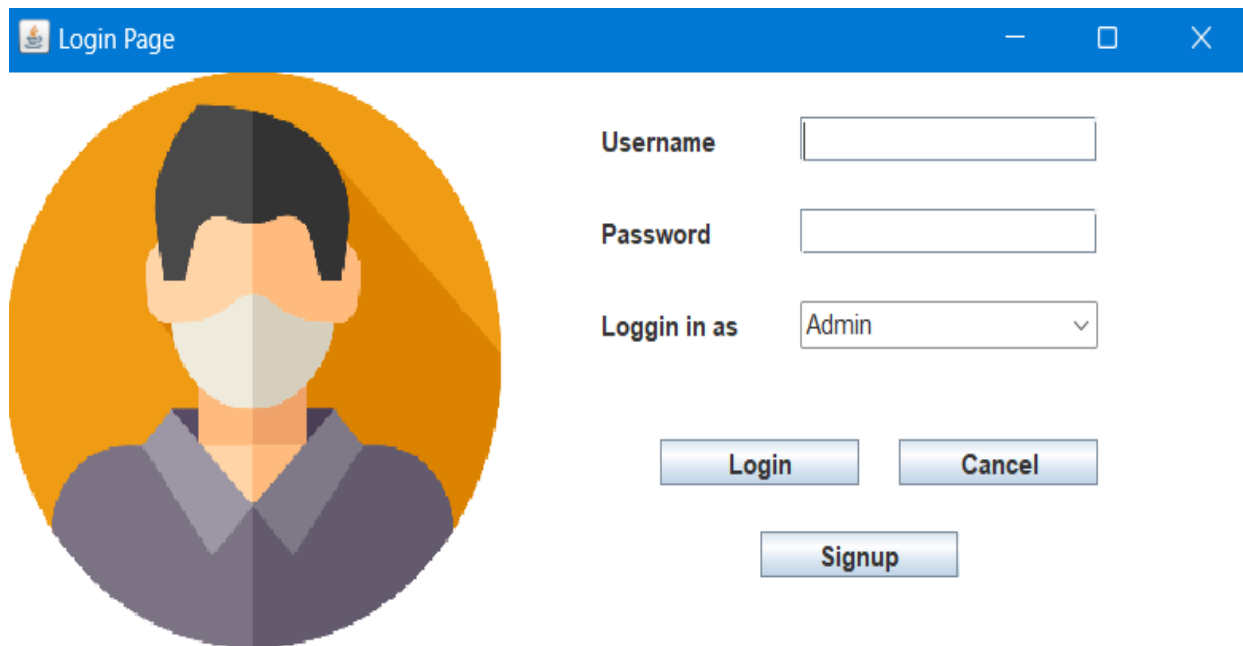 Login Page
Username
Password
Loggin in as Admin
Login Cancel
Signup